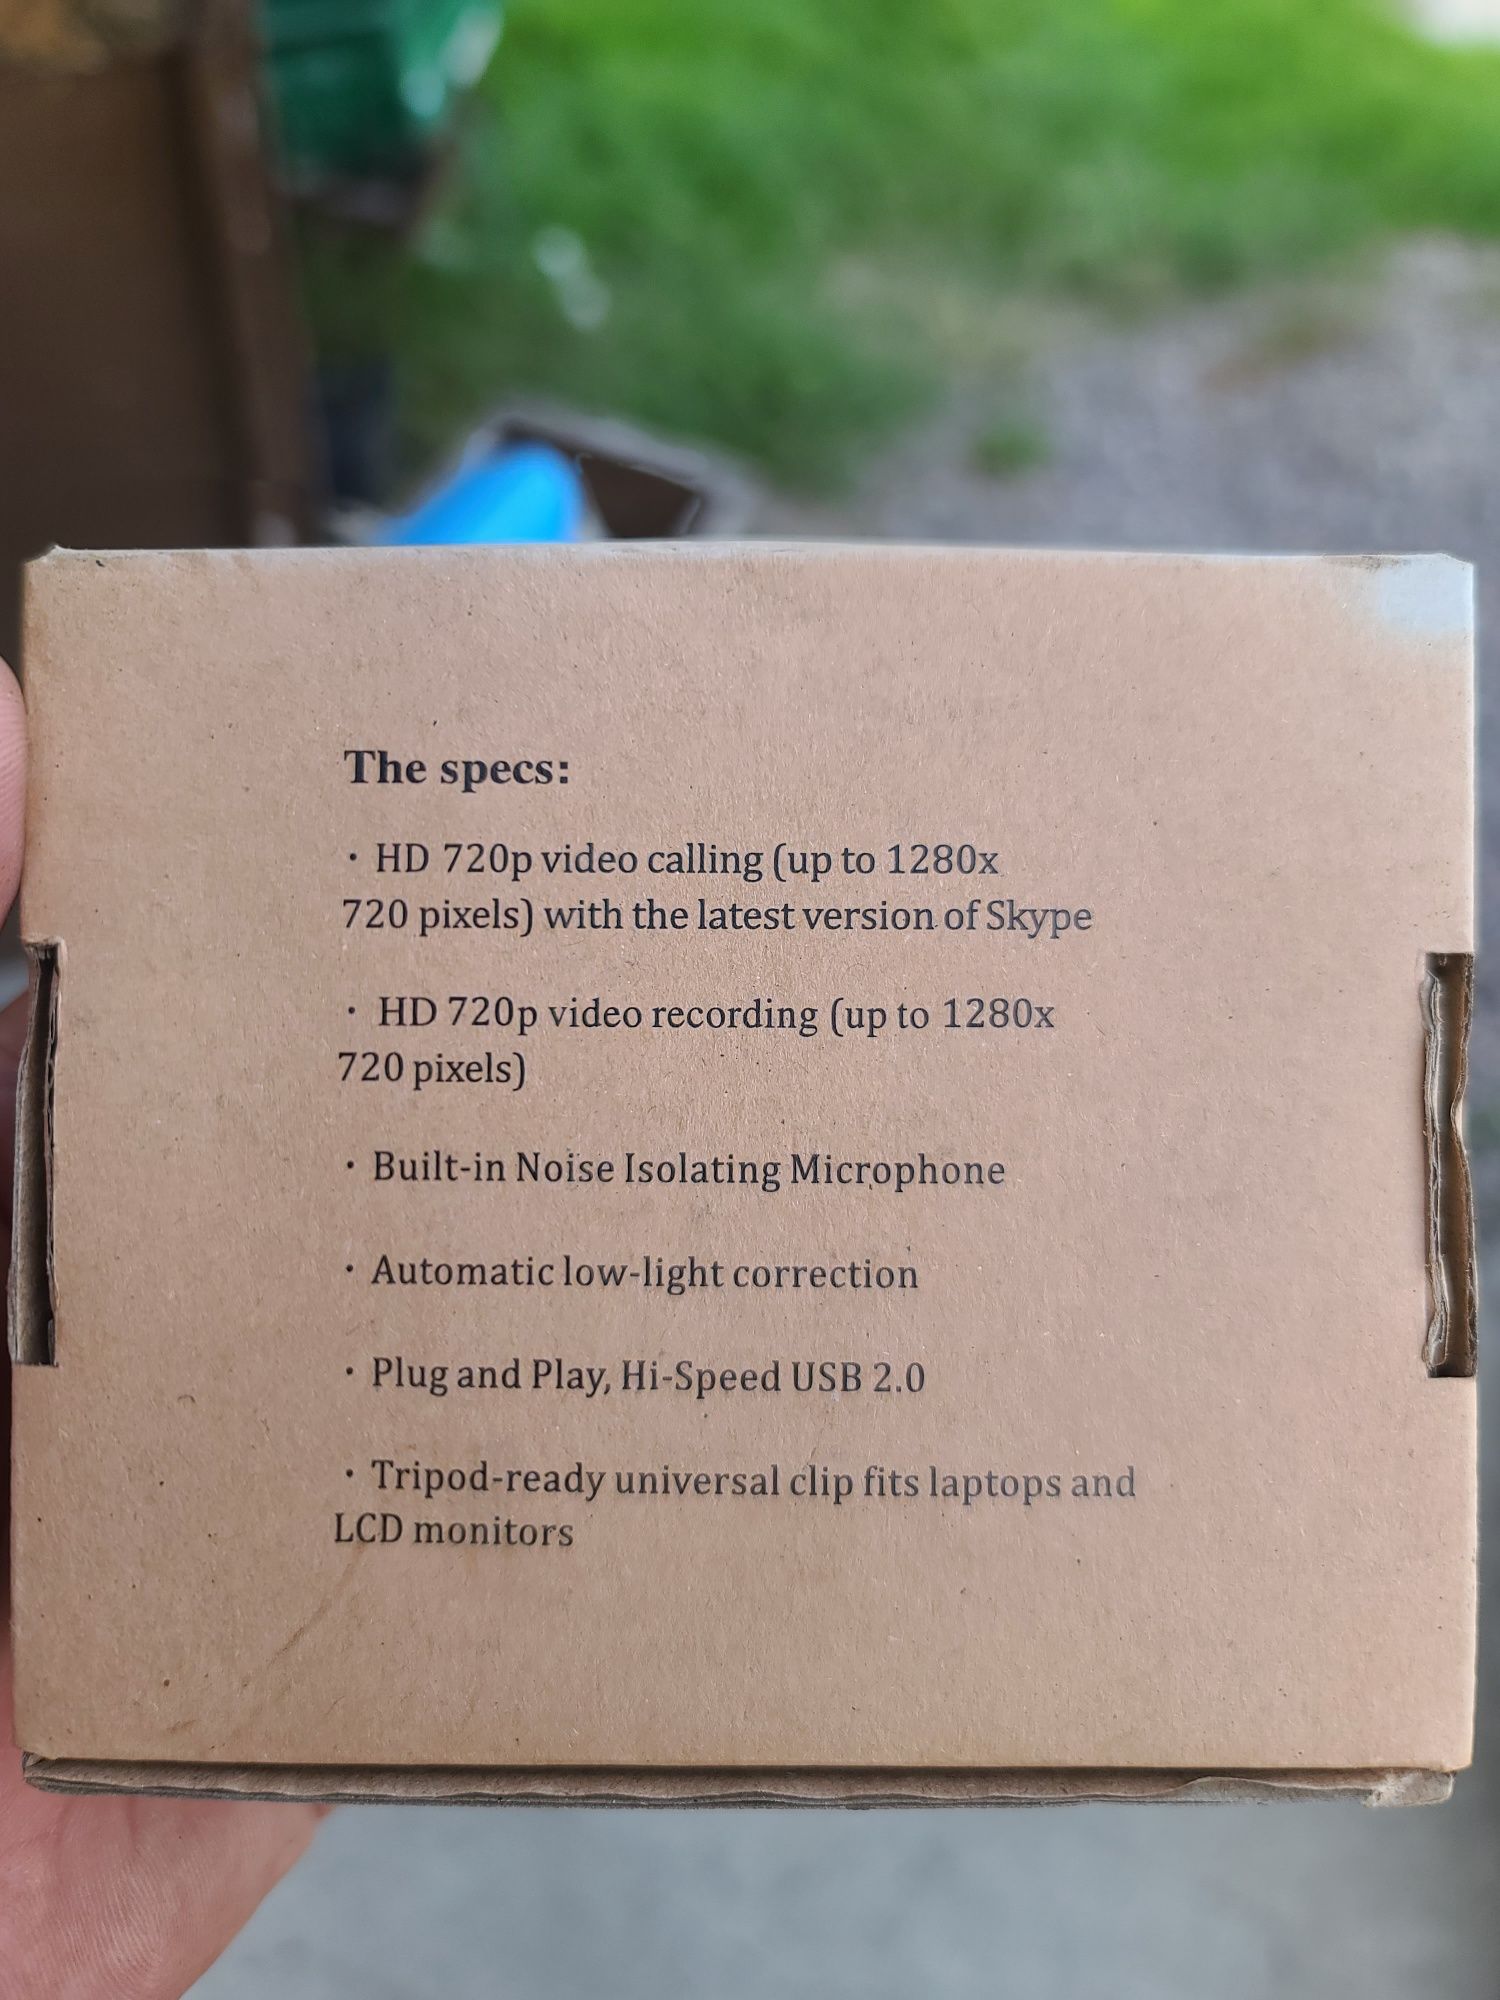 The specs:
· HD 720p video calling (up to 1280x
720 pixels) with the latest version of Skype
· HD 720p video recording (up to 1280x
720 pixels)
· Built-in Noise Isolating Microphone
· Automatic low-light correction
· Plug and Play, Hi-Speed USB 2.0
· Tripod-ready universal clip fits laptops and
LCD monitors